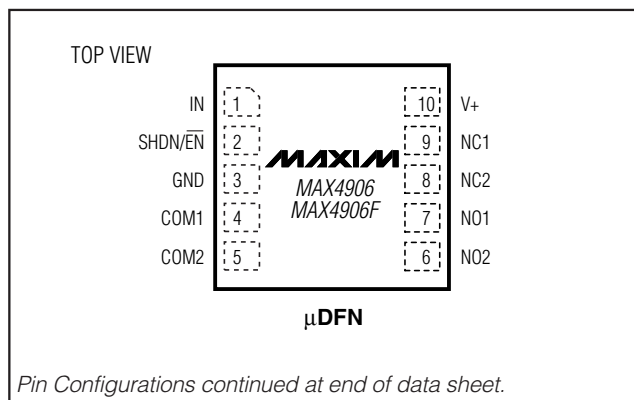 TOP VIEW
IN 1 10 V+
SHDN/E̅N̅ 2 9 NC1
MAXIM
GND 3 8 NC2
MAX4906
MAX4906F
COM1 4 7 NO1
COM2 5 6 NO2
µDFN
Pin Configurations continued at end of data sheet.